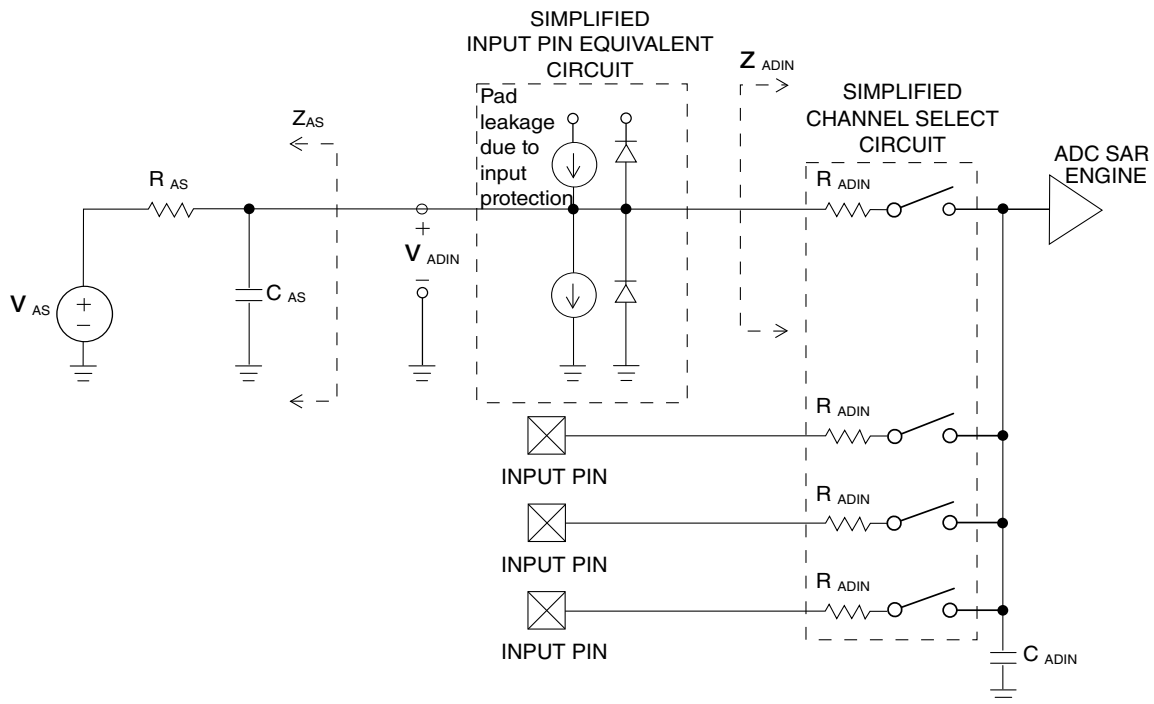 SIMPLIFIED
INPUT PIN EQUIVALENT
CIRCUIT
Pad
leakage
due to
input
protection
Z ADIN
SIMPLIFIED
CHANNEL SELECT
CIRCUIT
ADC SAR
ENGINE
ZAS
R AS
R ADIN
+
V ADIN
–
C AS
V AS
+
–
R ADIN
INPUT PIN
R ADIN
INPUT PIN
R ADIN
INPUT PIN
C ADIN